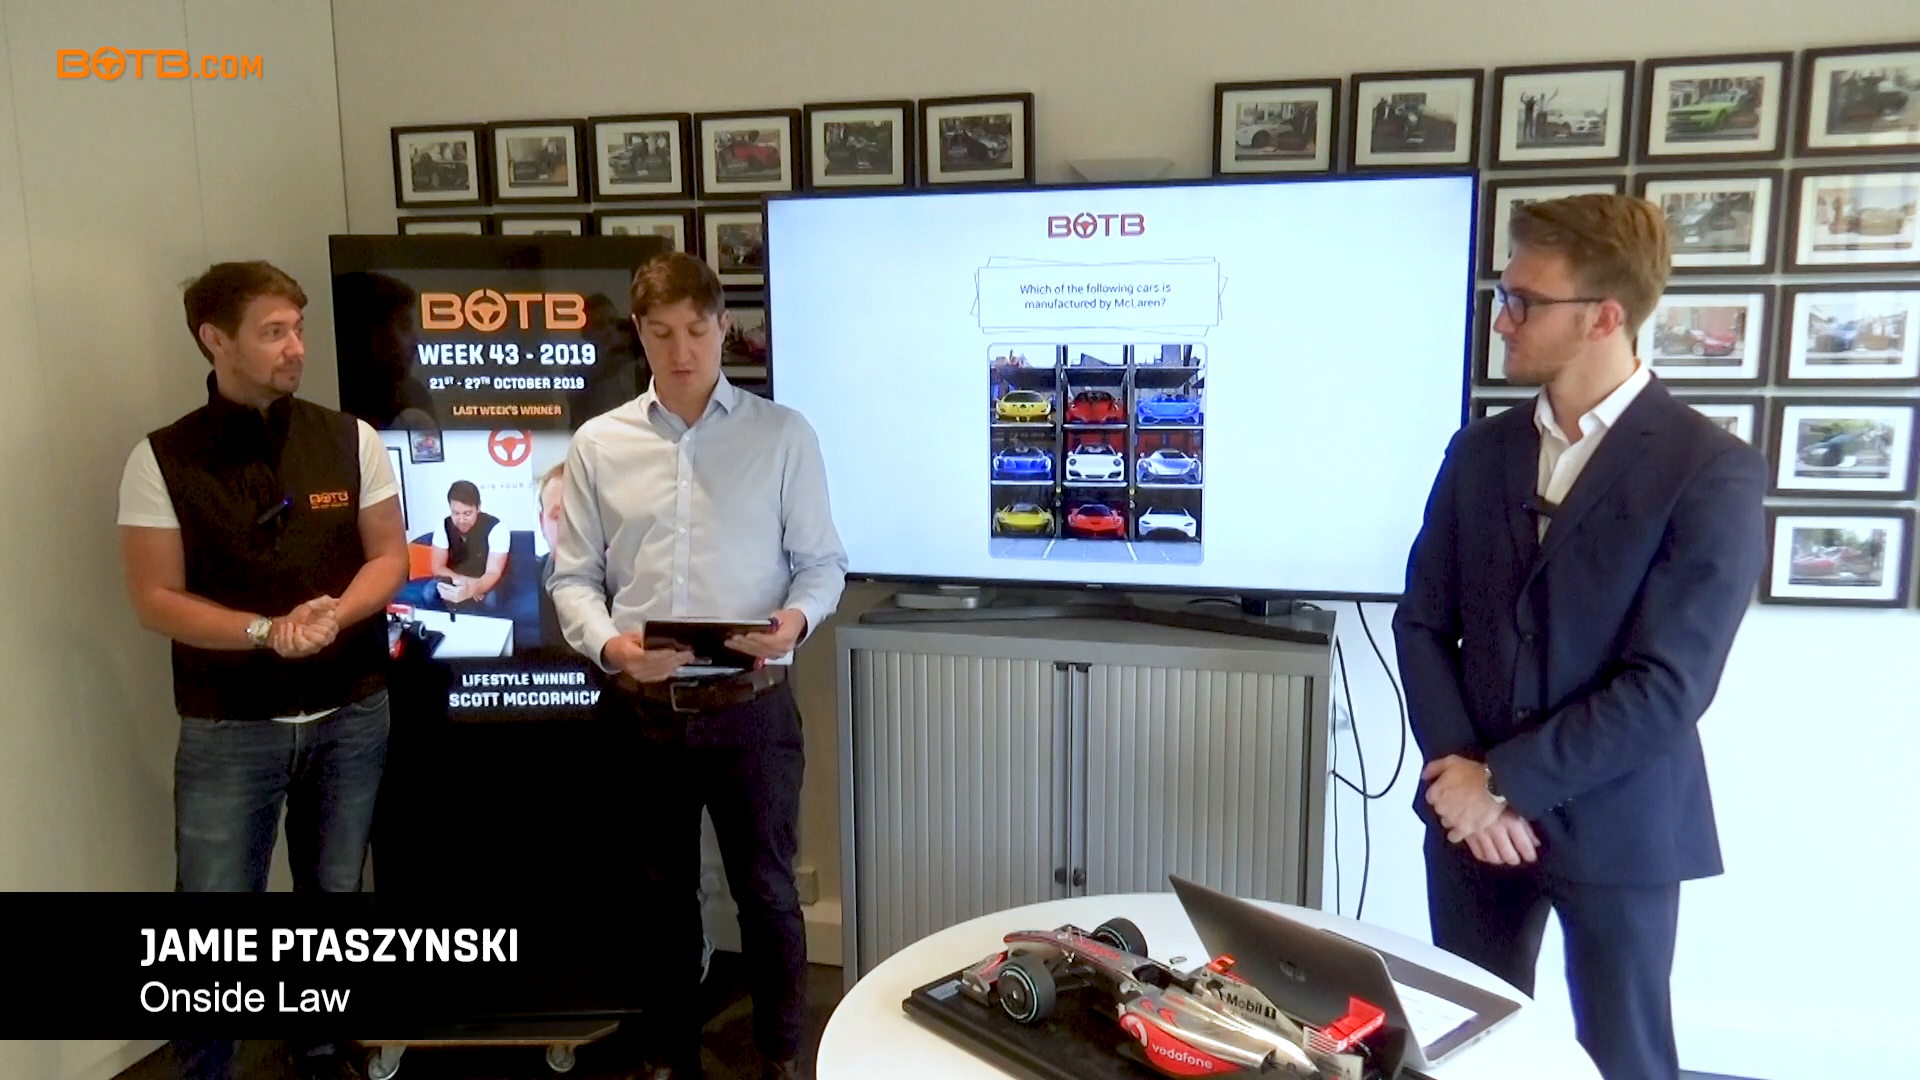 BOTB.COM
BOTB
WEEK 43 - 2019
21ST - 27TH OCTOBER 2019
LAST WEEK'S WINNER
LIFESTYLE WINNER
SCOTT MCCORMICK
BOTB
Which of the following cars is
manufactured by McLaren?
BOTB
JAMIE PTASZYNSKI
Onside Law
Mobil 1
vodafone